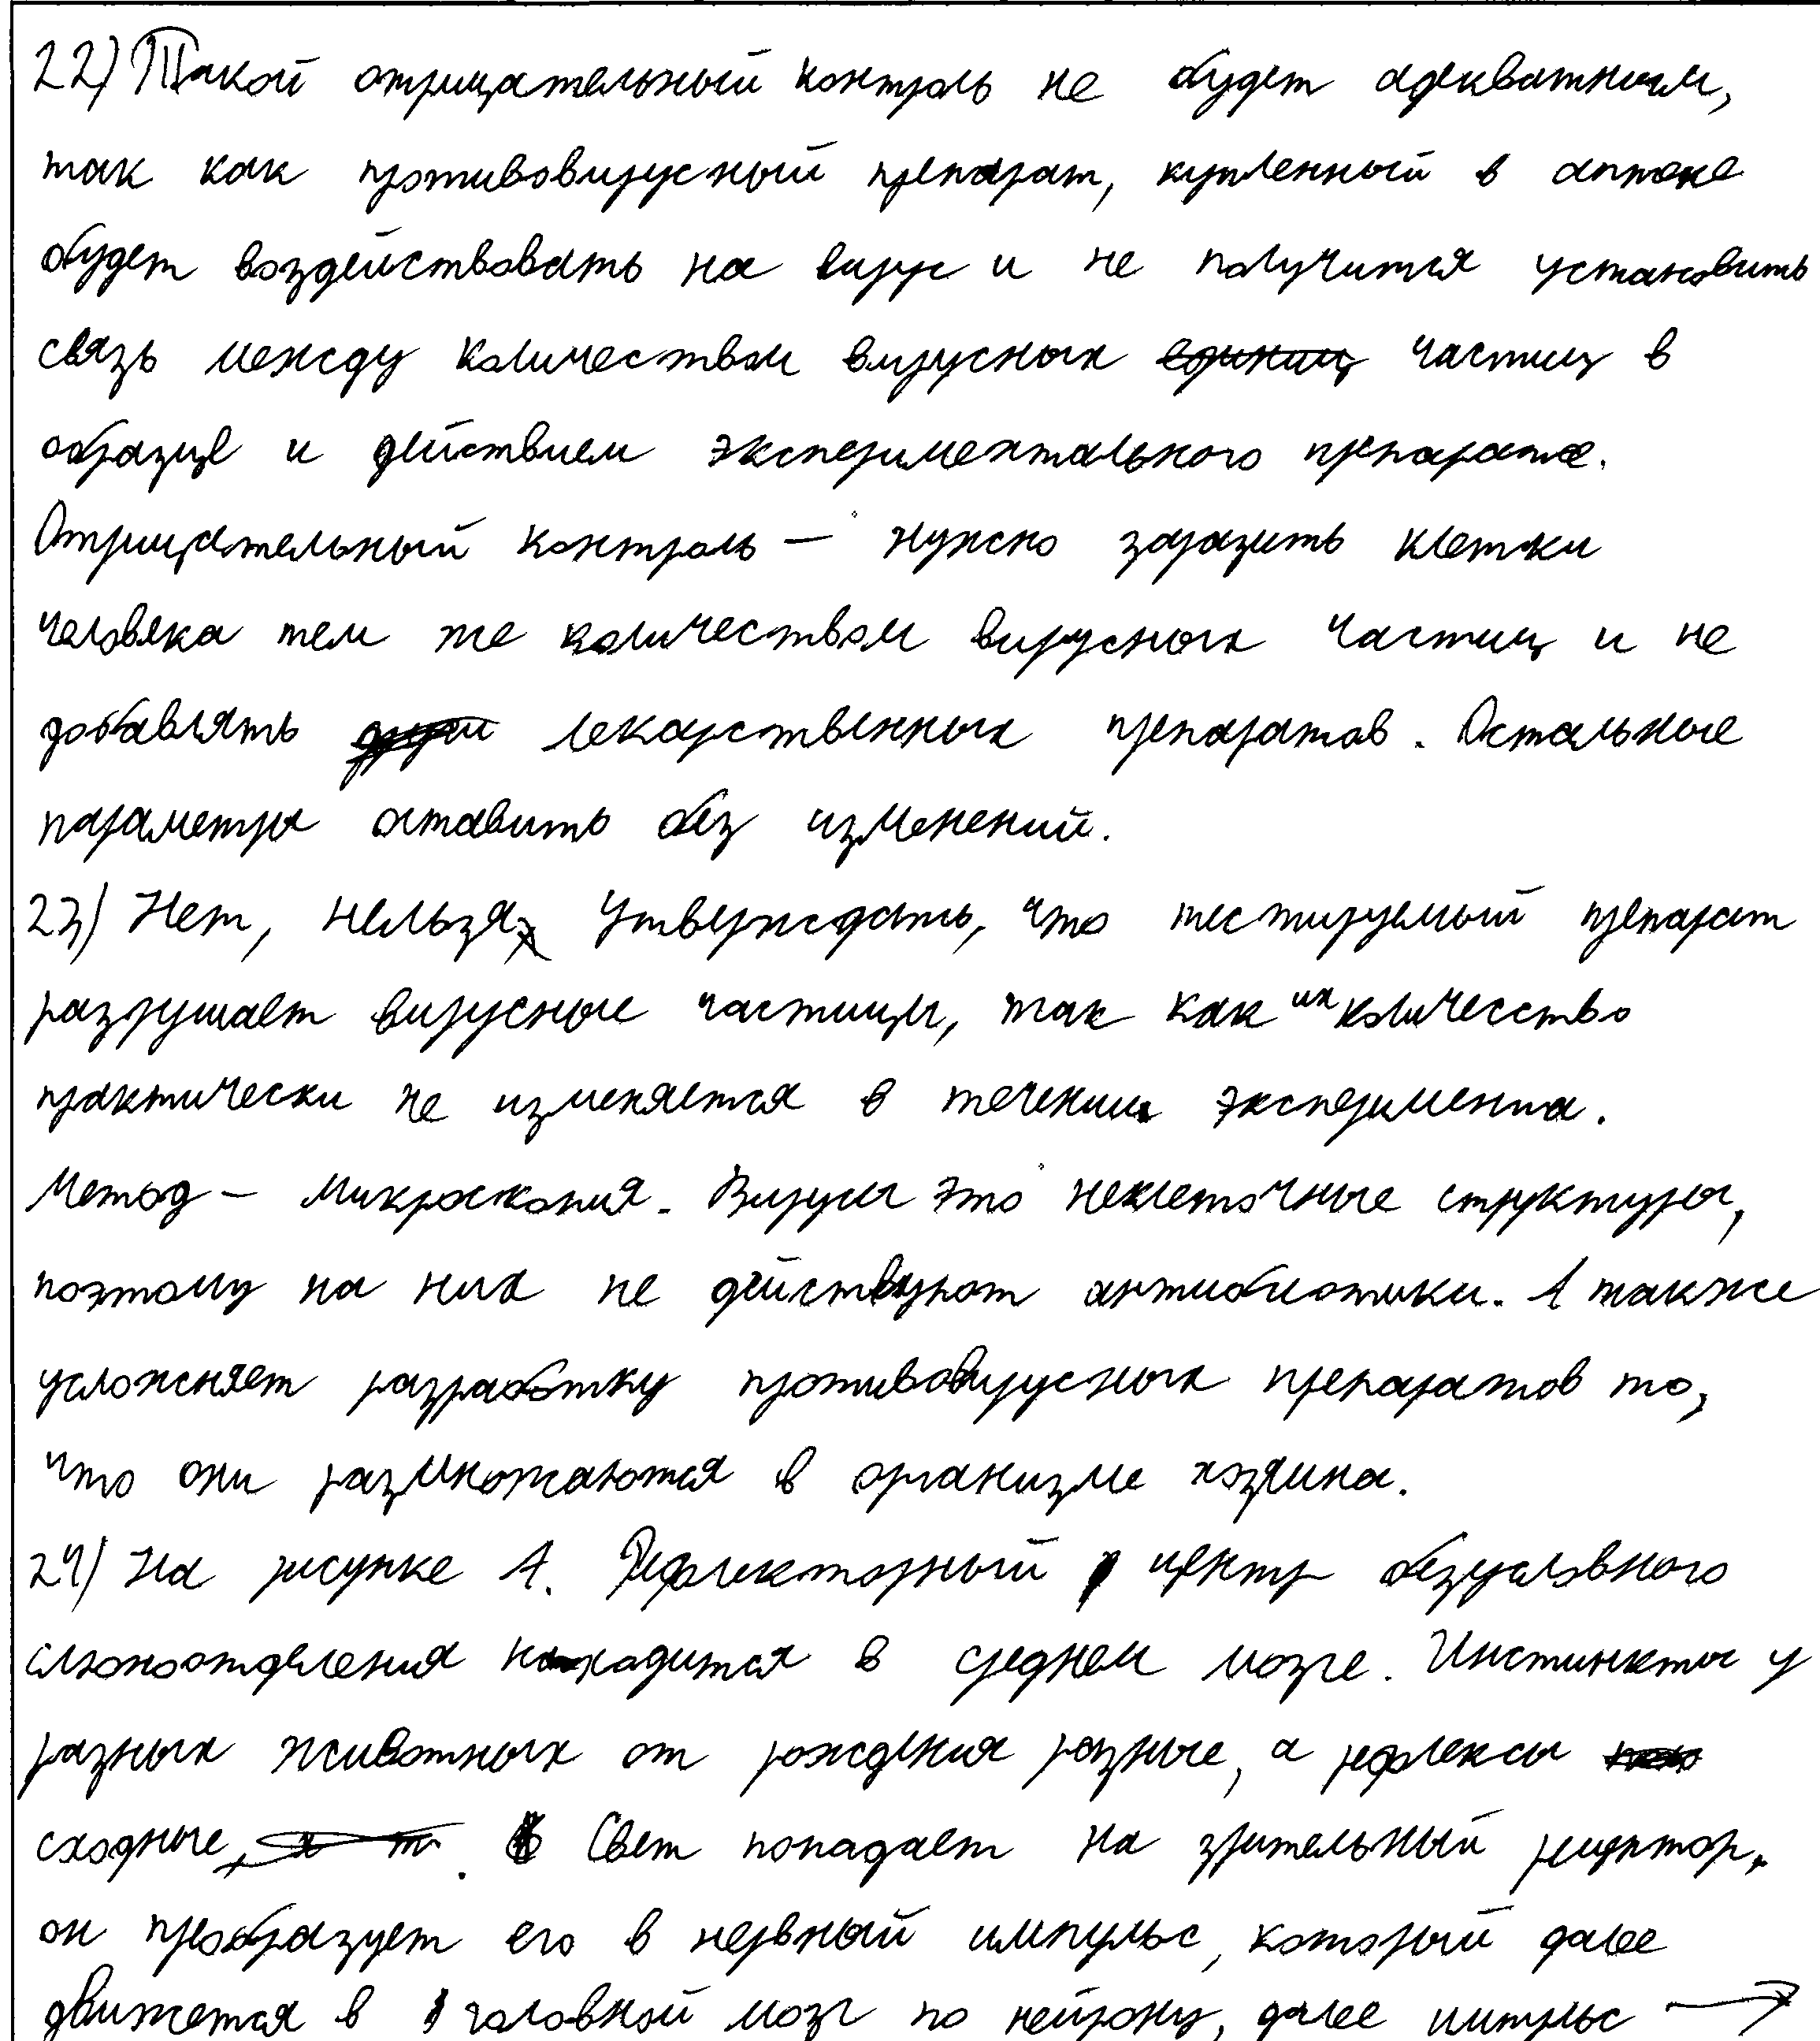 22) Такой отрицательный контроль не будет адекватным,
так как противовирусный препарат, купленный в аптеке
будет воздействовать на вирус и не получится установить
связь между количеством вирусных единиц частиц в
образце и действием экспериментального препарата.
Отрицательный контроль – нужно заразить клетки
человека тем же количеством вирусных частиц и не
добавлять лекарственных препаратов. Остальные
параметры оставить без изменений.
23) Нет, нельзя утверждать, что тестируемый препарат
разрушает вирусные частицы, так как их количесство
практически не изменяется в течении эксперимента.
Метод – микроскопия. Вирусы это неклеточные структуры,
поэтому на них не действуют антибиотики. А также
усложняет разработку противовирусных препаратов то,
что они размножаются в организме хозяина.
24) На рисунке 1. Рефлекторный центр безусловного
слюноотделения находится в среднем мозге. Инстинкты у
разных животных от рождения разные, а рефлексы
сходные. Свет попадает на зрительный рецептор,
он преобразует его в нервный импульс, который далее
движется в головной мозг по нейрону, далее импульс →